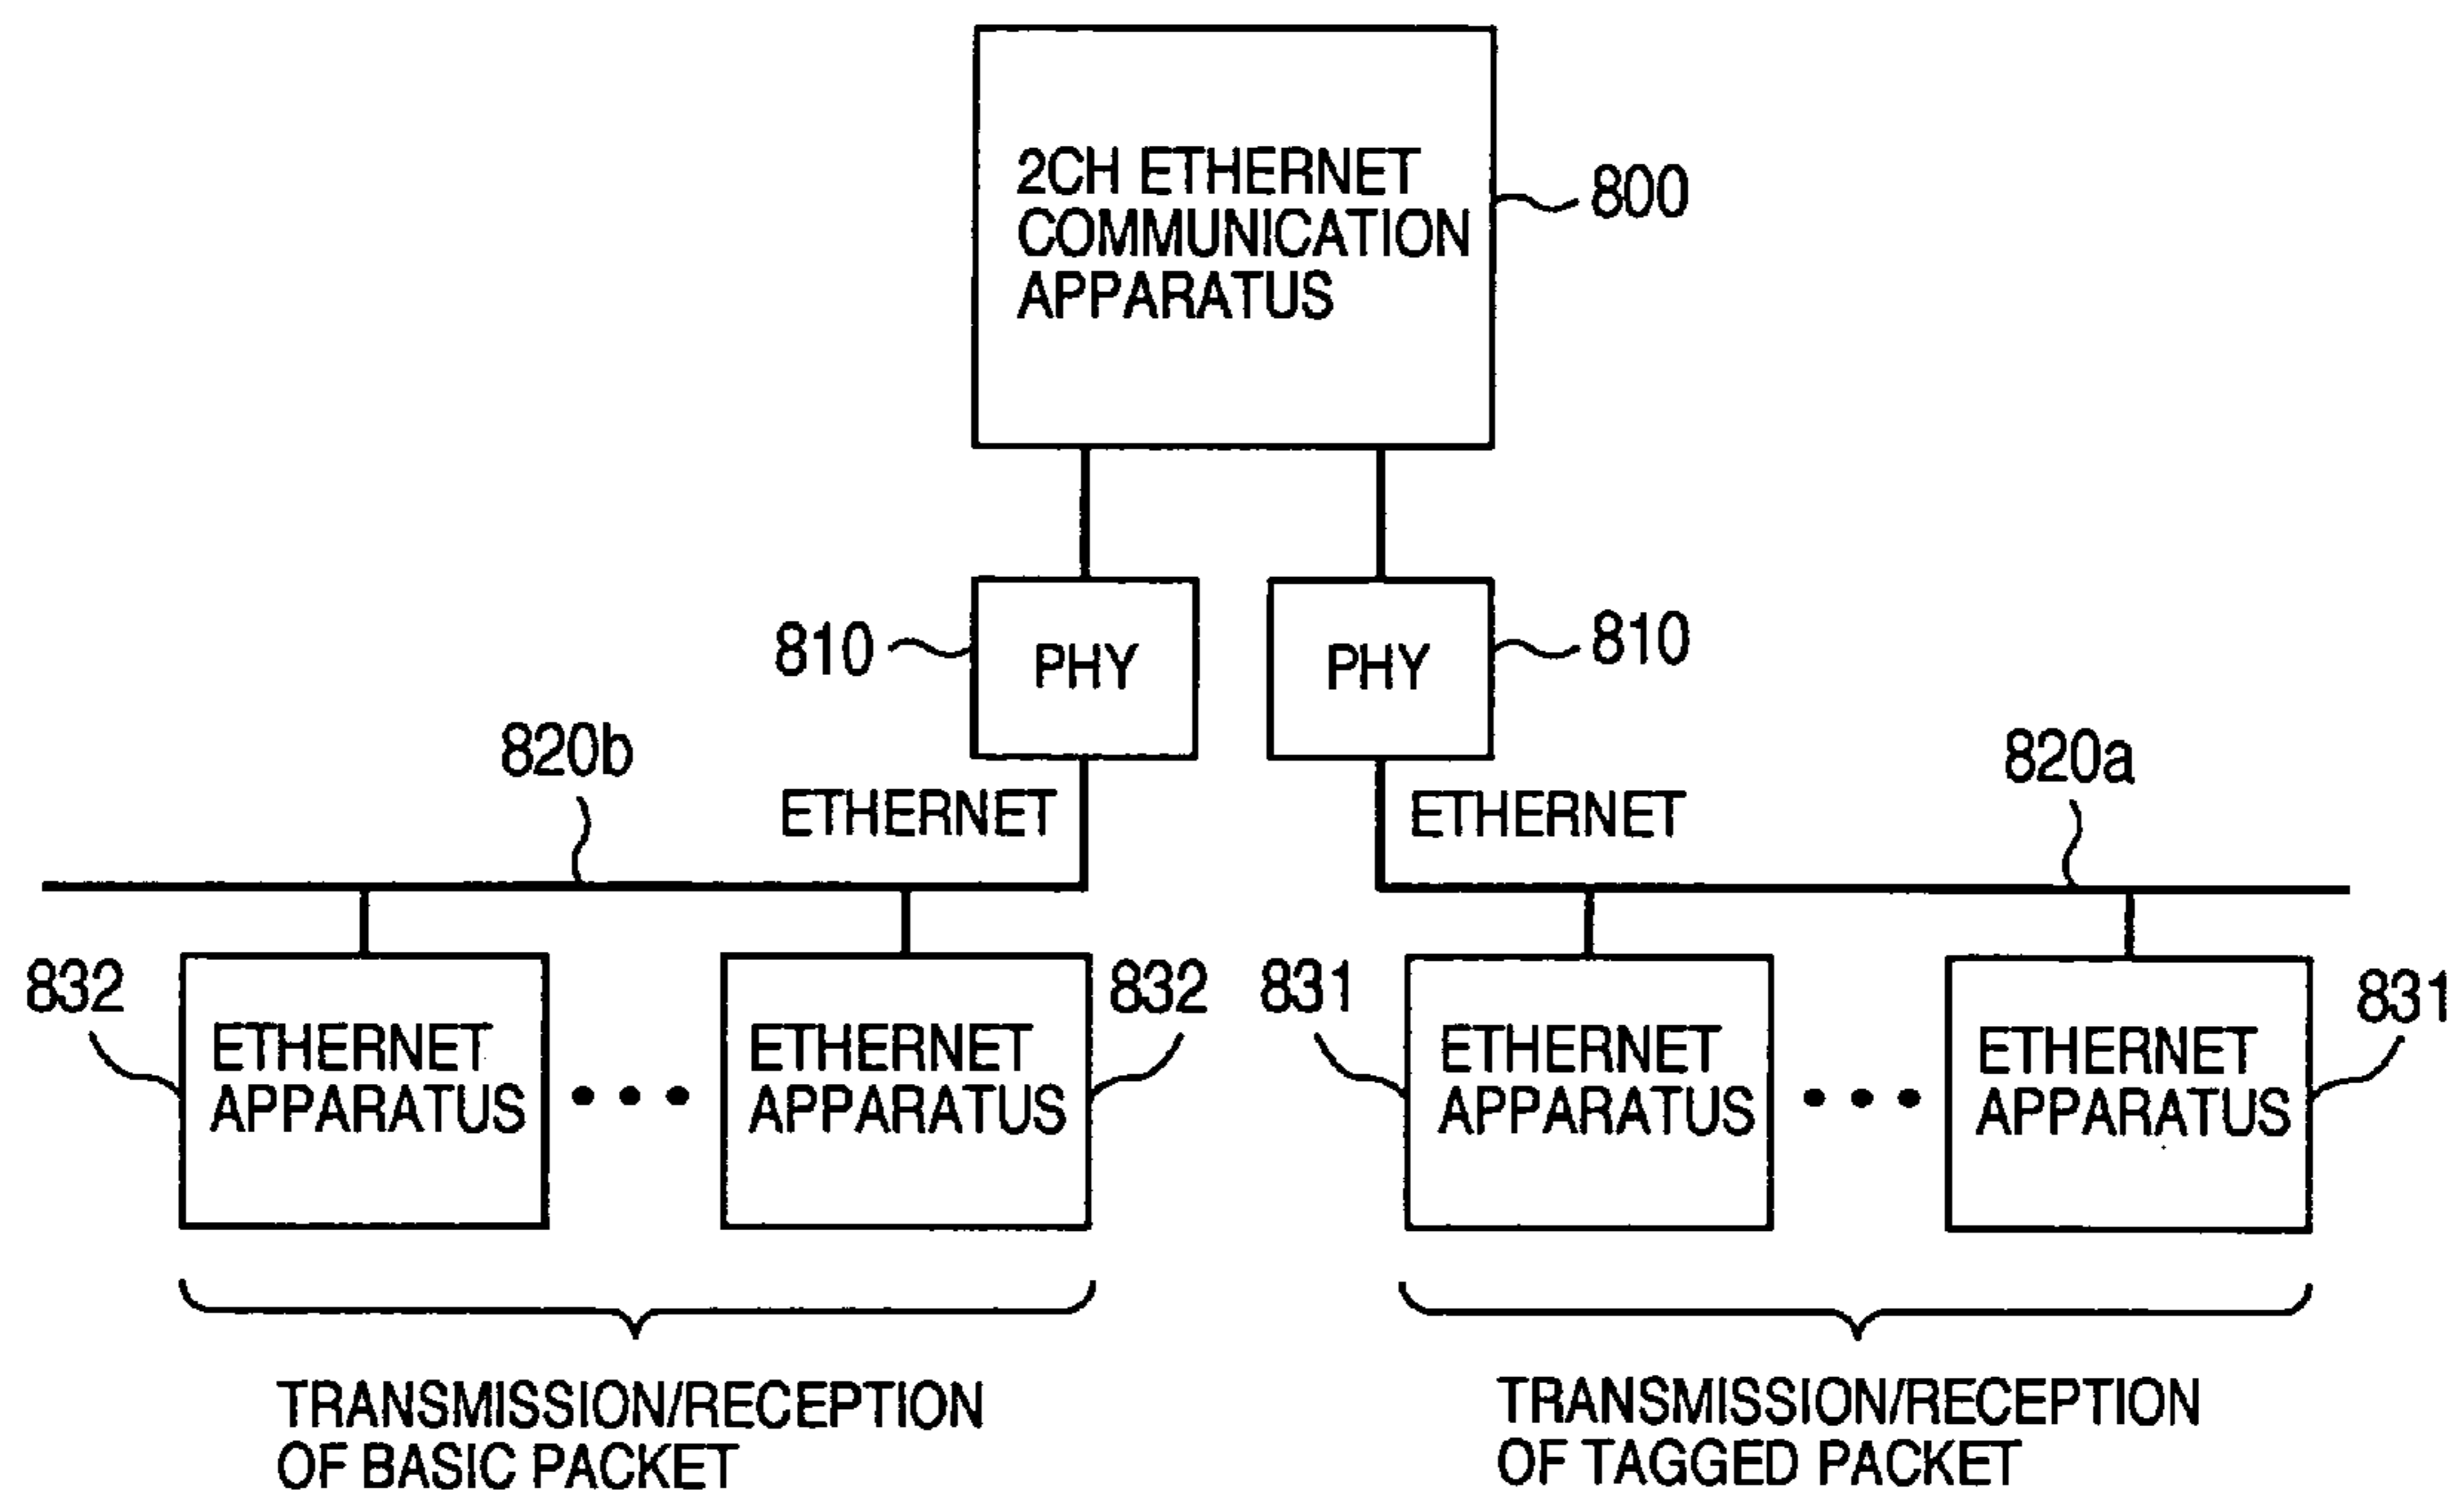 2CH ETHERNET
COMMUNICATION
APPARATUS
800
810
PHY
PHY
810
820b
ETHERNET
ETHERNET
820a
832
ETHERNET
APPARATUS
ETHERNET
APPARATUS
832
831
ETHERNET
APPARATUS
ETHERNET
APPARATUS
831
TRANSMISSION/RECEPTION
OF BASIC PACKET
TRANSMISSION/RECEPTION
OF TAGGED PACKET